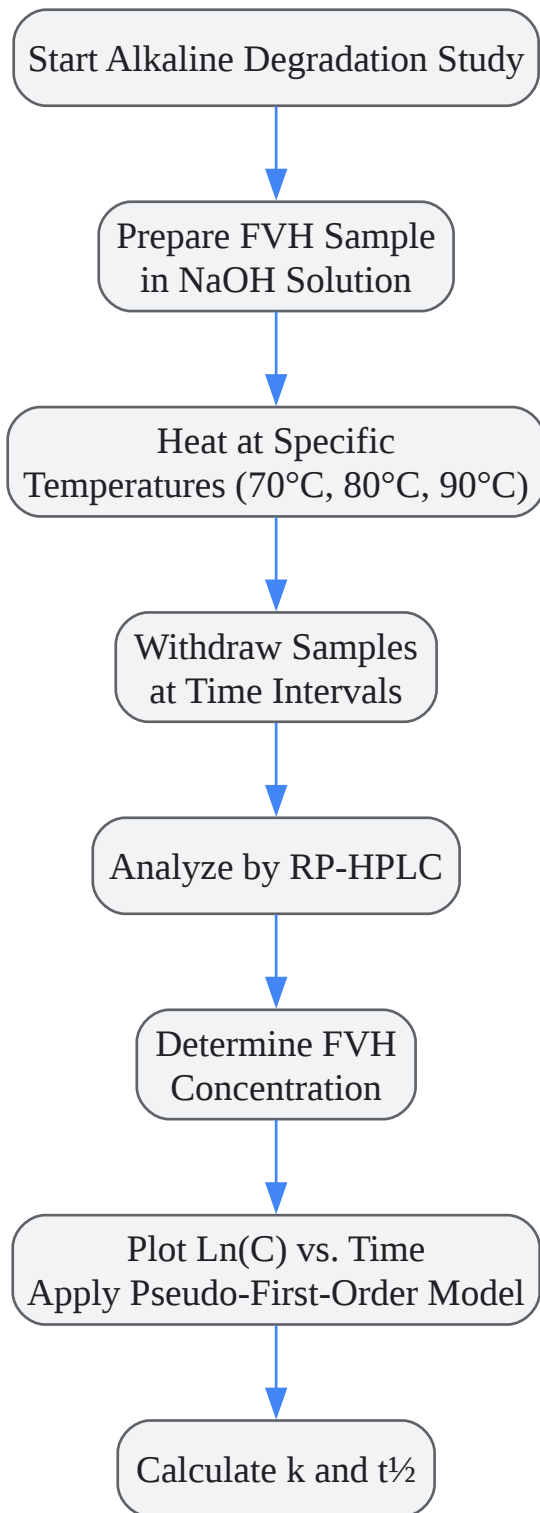 Start Alkaline Degradation Study
Prepare FVH Sample
in NaOH Solution
Heat at Specific
Temperatures (70°C, 80°C, 90°C)
Withdraw Samples
at Time Intervals
Analyze by RP-HPLC
Determine FVH
Concentration
Plot Ln(C) vs. Time
Apply Pseudo-First-Order Model
Calculate k and t½